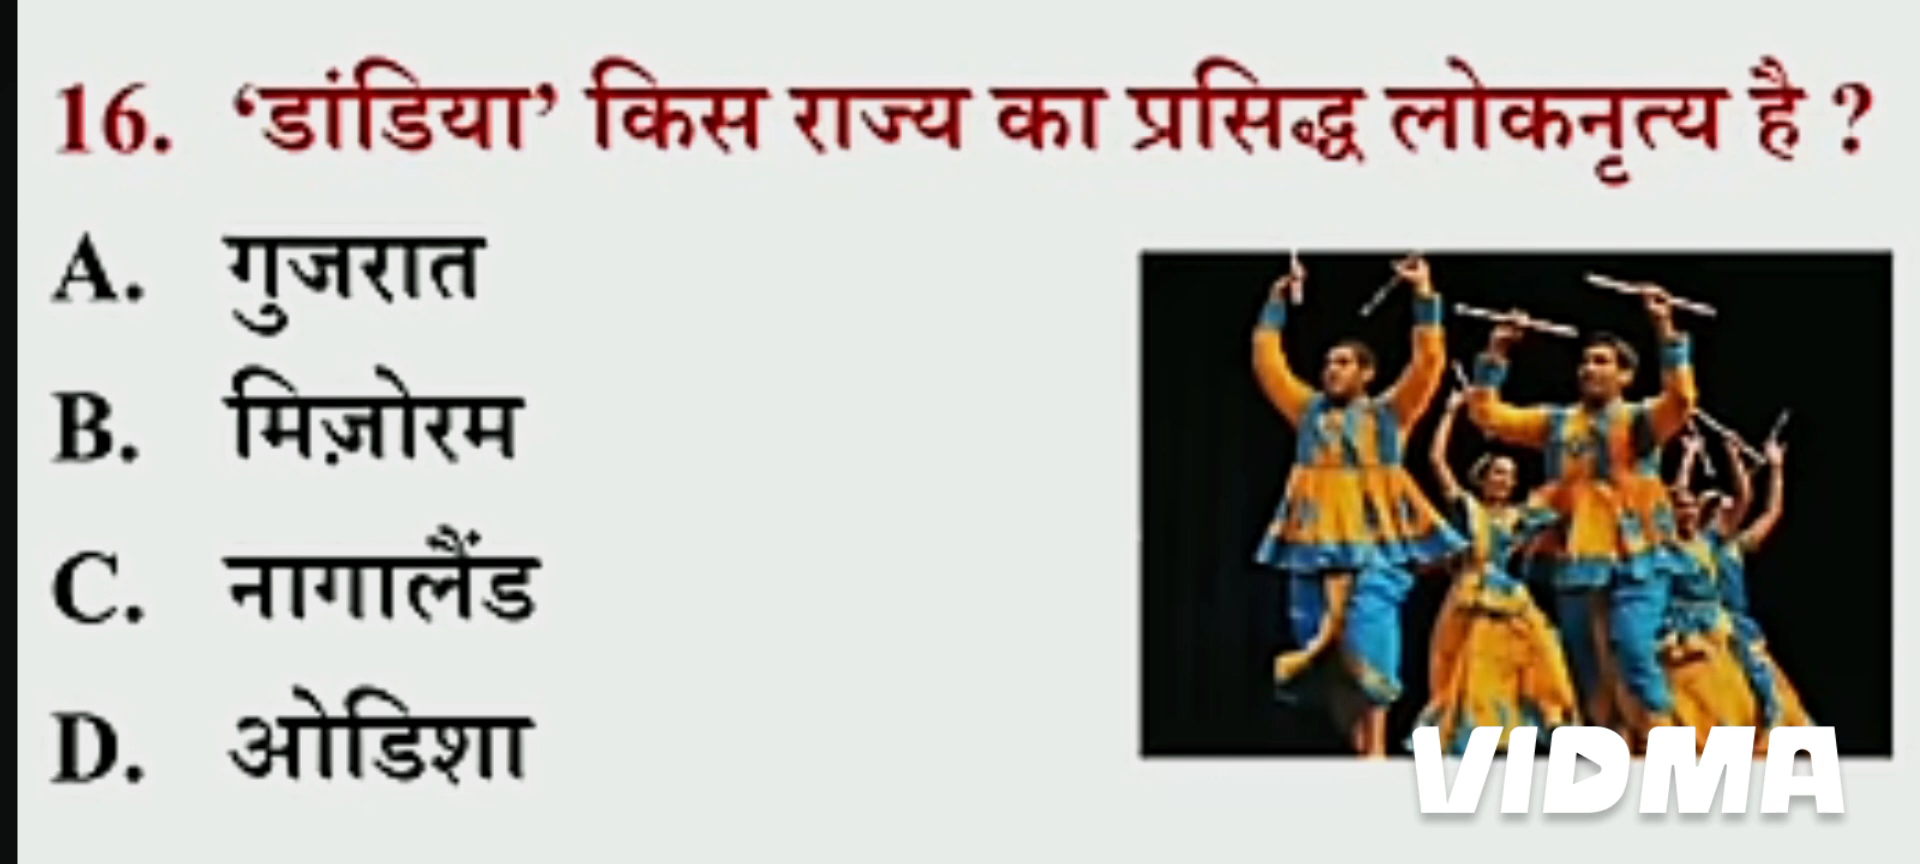 16. ‘डांडिया’ किस राज्य का प्रसिद्ध लोकनृत्य है ?
A. गुजरात
B. मिज़ोरम
C. नागालैंड
D. ओडिशा
VIDMA